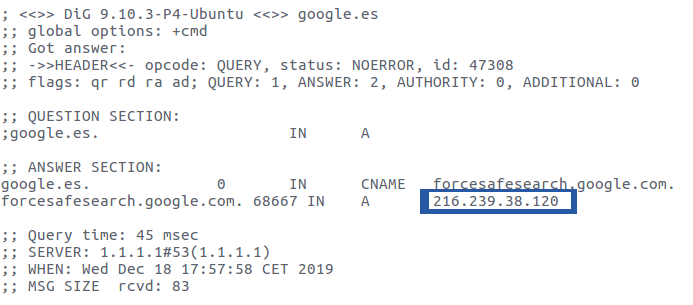 ; <<>> DiG 9.10.3-P4-Ubuntu <<>> google.es
;; global options: +cmd
;; Got answer:
;; ->>HEADER<<- opcode: QUERY, status: NOERROR, id: 47308
;; flags: qr rd ra ad; QUERY: 1, ANSWER: 2, AUTHORITY: 0, ADDITIONAL: 0
;; QUESTION SECTION:
;google.es. IN A
;; ANSWER SECTION:
google.es. 0 IN CNAME forcesafesearch.google.com.
forcesafesearch.google.com. 68667 IN A 216.239.38.120
;; Query time: 45 msec
;; SERVER: 1.1.1.1#53(1.1.1.1)
;; WHEN: Wed Dec 18 17:57:58 CET 2019
;; MSG SIZE rcvd: 83